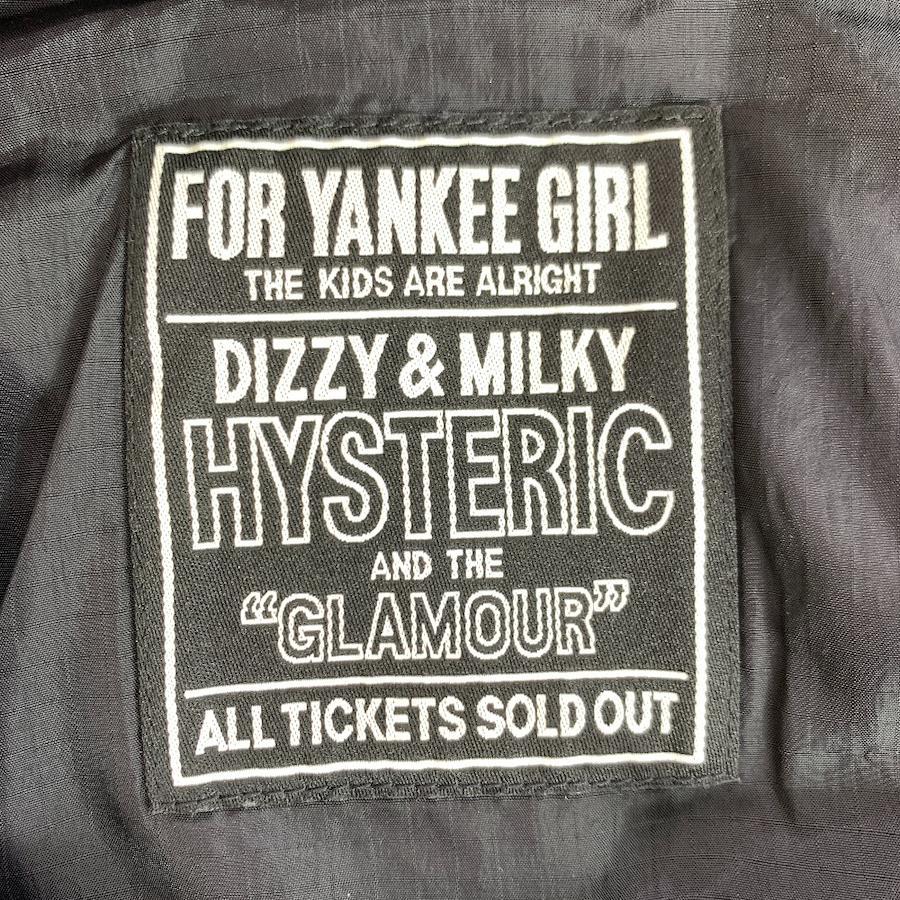 FOR YANKEE GIRL
THE KIDS ARE ALRIGHT
DIZZY & MILKY
HYSTERIC
AND THE
“GLAMOUR”
ALL TICKETS SOLD OUT